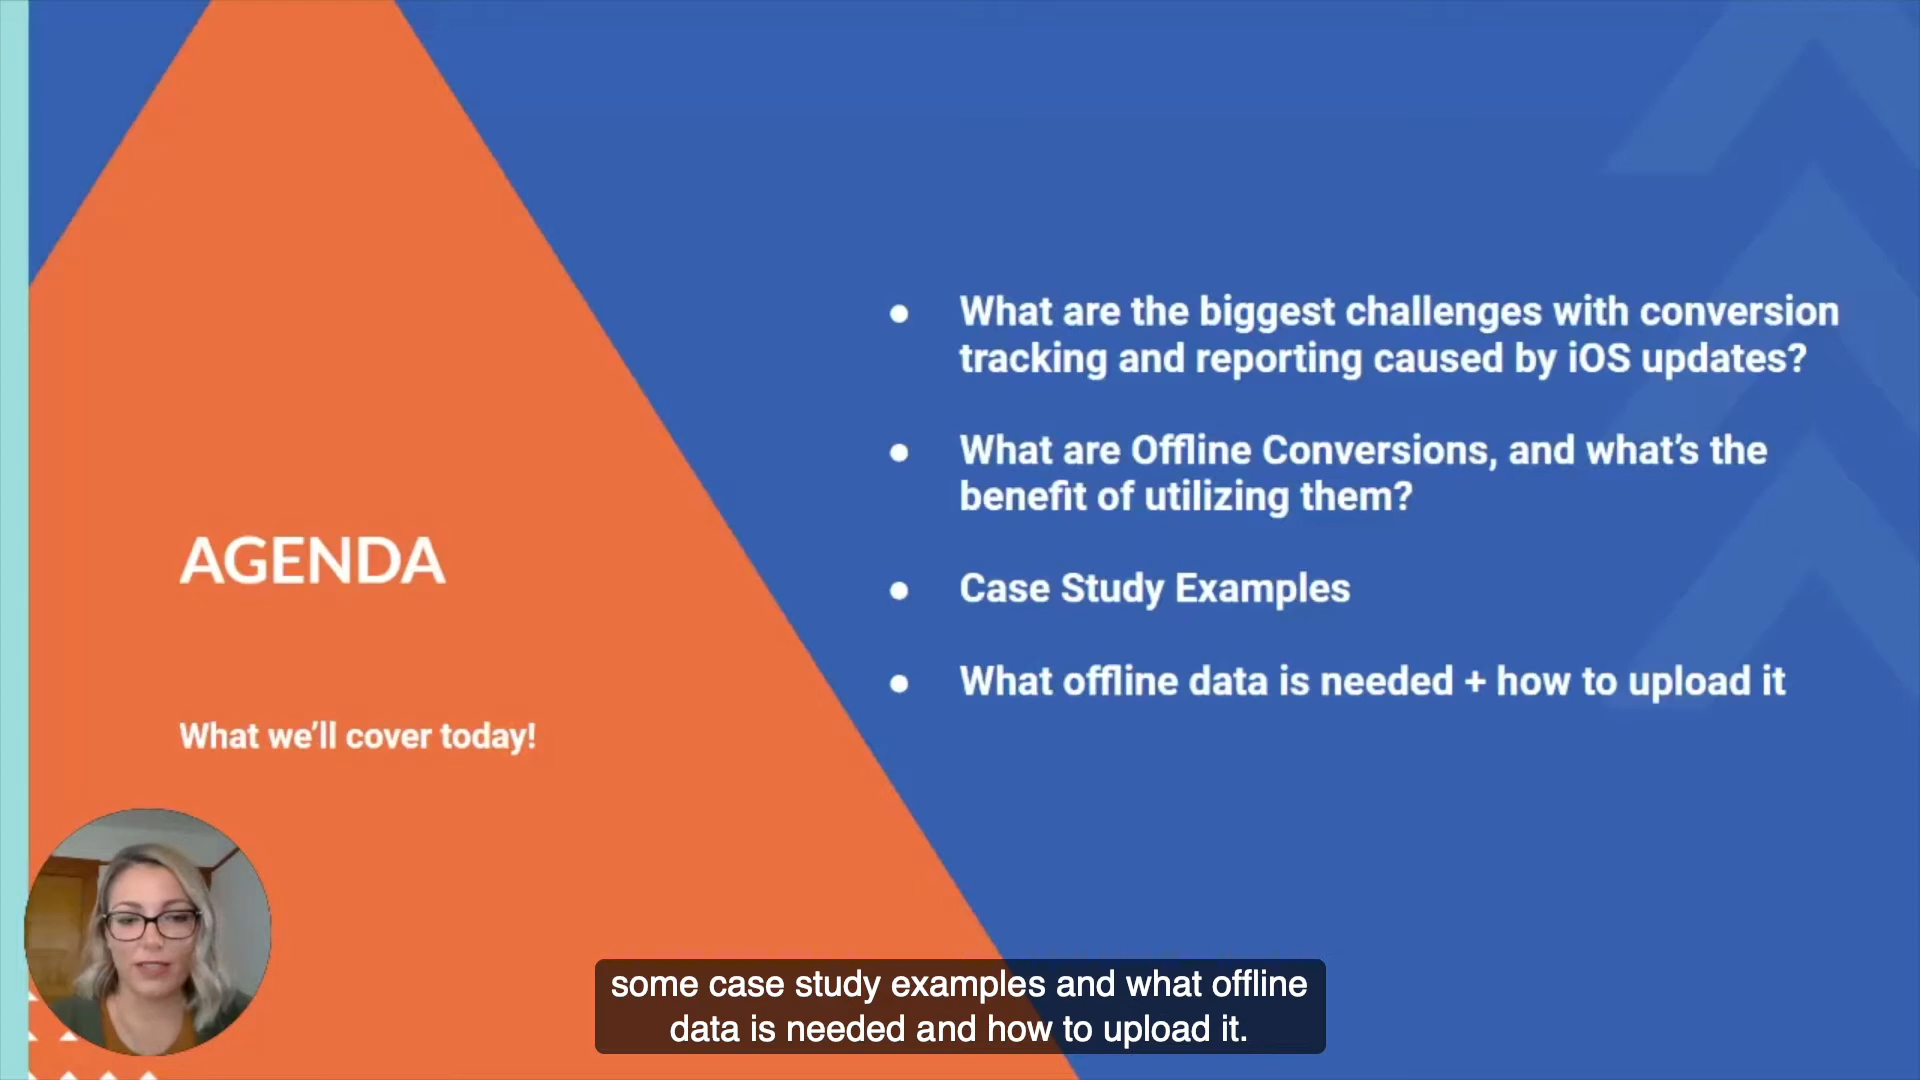 AGENDA
What we’ll cover today!
● What are the biggest challenges with conversion
tracking and reporting caused by iOS updates?
● What are Offline Conversions, and what’s the
benefit of utilizing them?
● Case Study Examples
● What offline data is needed + how to upload it
some case study examples and what offline
data is needed and how to upload it.